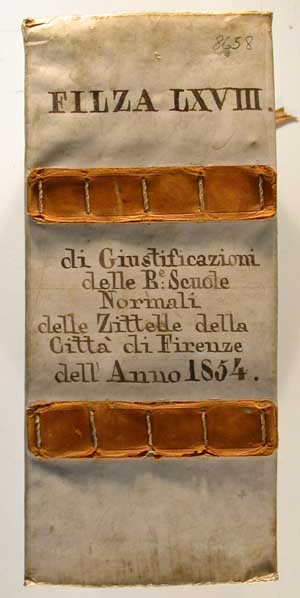 8658
FILZA LXVIII.
di Giustificazioni
delle R.e: Scuole
Normali
delle Zittelle della
Città di Firenze
dell' Anno 1854.